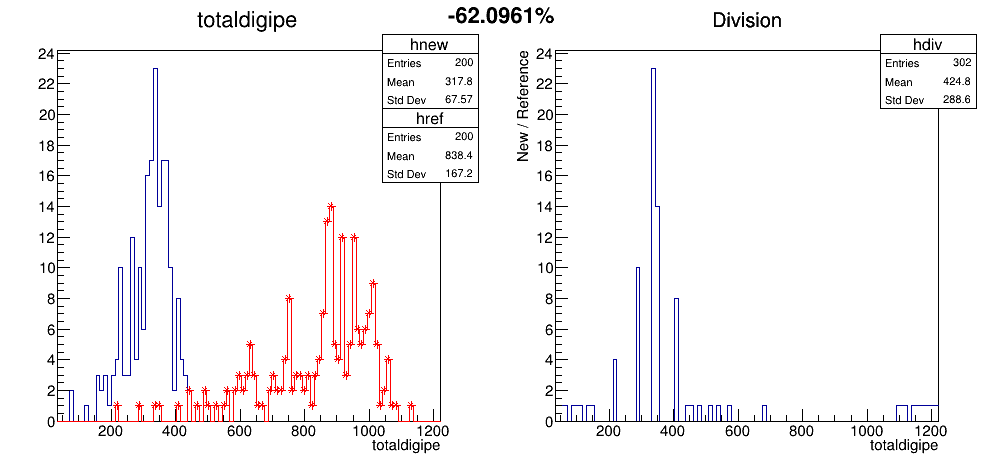 -62.0961%
totaldigipe
hnew
Entries 200
Mean 317.8
Std Dev 67.57
href
Entries 200
Mean 838.4
Std Dev 167.2
24
22
20
18
16
14
12
10
8
6
4
2
0
200 400 600 800 1000 1200
totaldigipe
Division
hdiv
Entries 302
Mean 424.8
Std Dev 288.6
New / Reference
24
22
20
18
16
14
12
10
8
6
4
2
0
200 400 600 800 1000 1200
totaldigipe